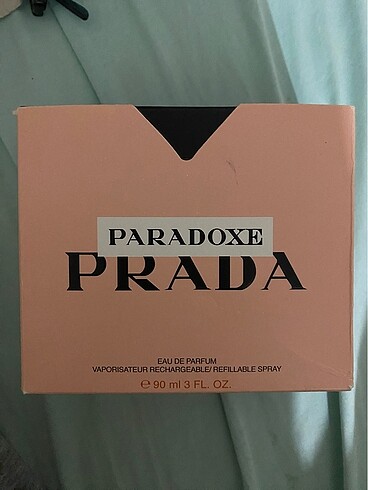 PARADOXE
PRADA
EAU DE PARFUM
VAPORISATEUR RECHARGEABLE/ REFILLABLE SPRAY
℮ 90 ml 3 FL. OZ.